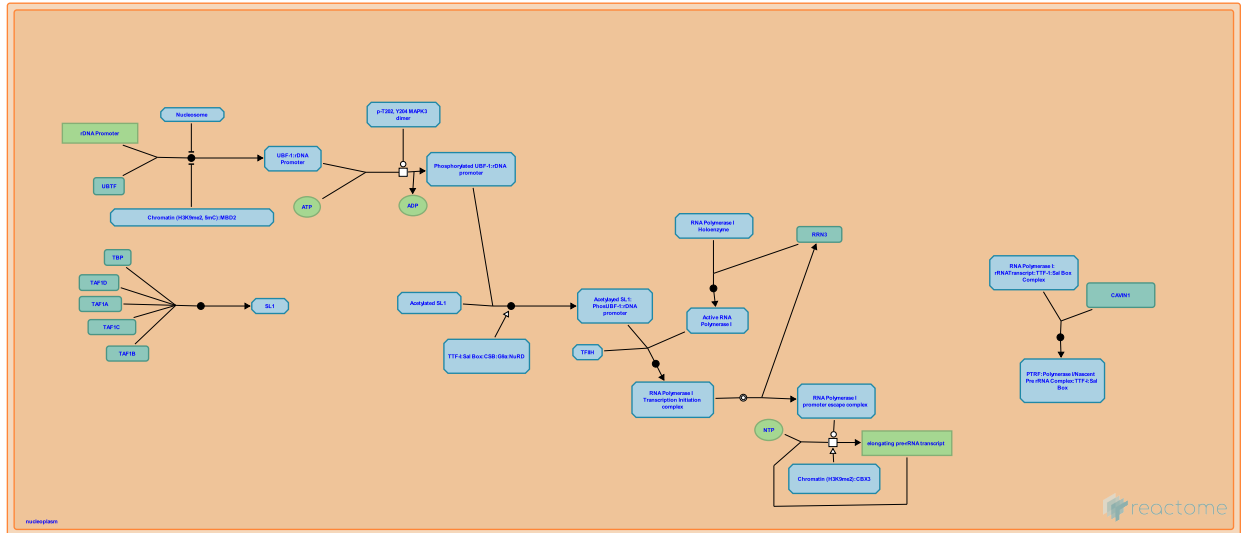 Nucleosome
p-T202, Y204 MAPK3
dimer
rDNA Promoter
UBF-1:rDNA
Promoter
Phosphorylated UBF-1:rDNA
promoter
UBTF
ATP
ADP
Chromatin (H3K9me2, 5mC)::MBD2
RNA Polymerase I
Holoenzyme
RRN3
TBP
TAF1D
TAF1A
TAF1C
TAF1B
SL1
Acetylated SL1
Acetylayed SL1:
PhosUBF-1:rDNA
promoter
Active RNA
Polymerase I
RNA Polymerase I:
rRNATranscript:TTF-1:Sal Box
Complex
CAVIN1
TTF-I:Sal Box:CSB:G9a:NuRD
TFIIH
RNA Polymerase I
Transcription Initiation
complex
RNA Polymerase I
promoter escape complex
PTRF:Polymerase I/Nascent
Pre rRNA Complex:TTF-I:Sal
Box
NTP
elongating pre-rRNA transcript
Chromatin (H3K9me2)::CBX3
nucleoplasm
reactome